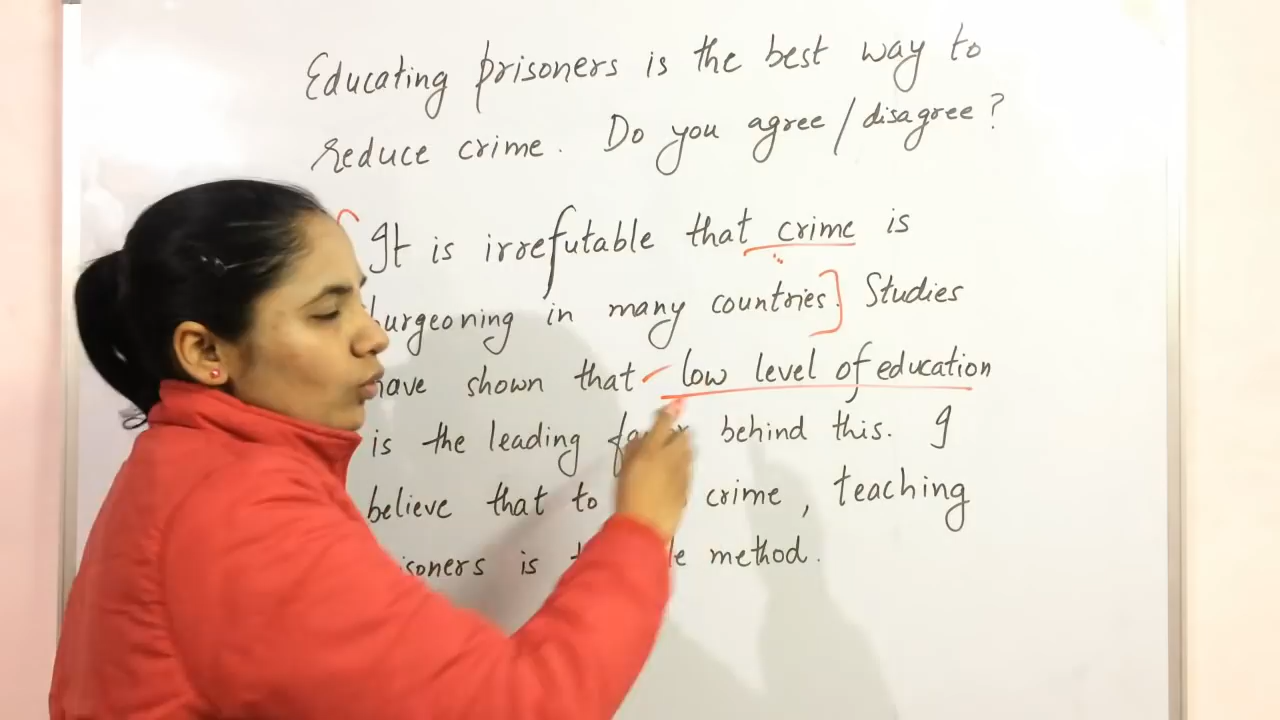 Educating prisoners is the best way to
reduce crime. Do you agree/disagree?
It is irrefutable that crime is
burgeoning in many countries. Studies
have shown that low level of education
is the leading behind this. I
believe that to crime, teaching
is method.